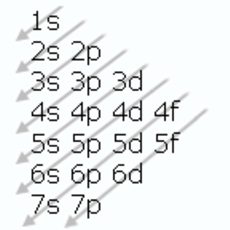 1s
2s 2p
3s 3p 3d
4s 4p 4d 4f
5s 5p 5d 5f
6s 6p 6d
7s 7p